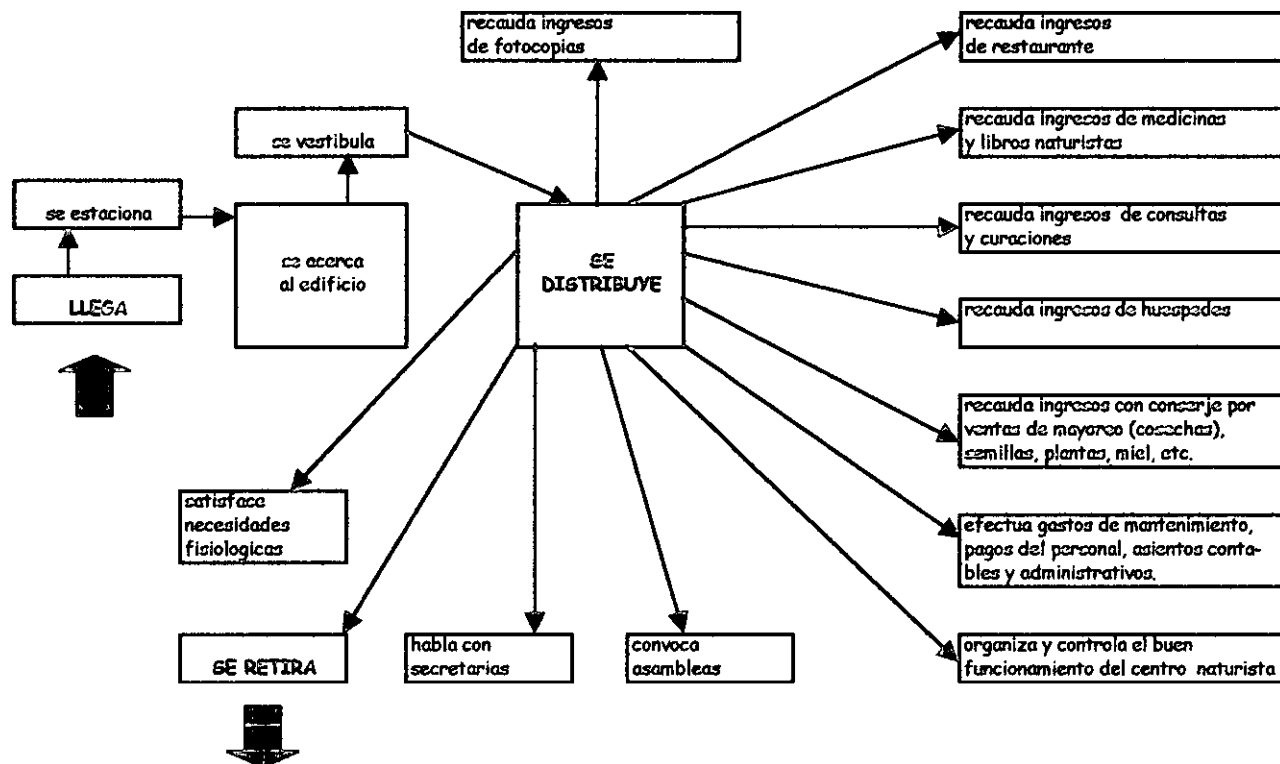 recauda ingresos
de fotocopias
recauda ingresos
de restaurante
se vestibula
recauda ingresos de medicinas
y libros naturistas
se estaciona
recauda ingresos de consultas
y curaciones
se acerca
al edificio
SE
DISTRIBUYE
LLEGA
recauda ingresos de huespedes
recauda ingresos con conserje por
ventas de mayoreo (cosechas),
semillas, plantas, miel, etc.
satisface
necesidades
fisiologicas
efectua gastos de mantenimiento,
pagos del personal, asientos conta-
bles y administrativos.
SE RETIRA
habla con
secretarias
convoca
asambleas
organiza y controla el buen
funcionamiento del centro naturista